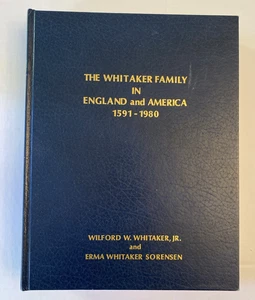 THE WHITAKER FAMILY
IN
ENGLAND and AMERICA
1591-1980
WILFORD W. WHITAKER, JR.
and
ERMA WHITAKER SORENSEN